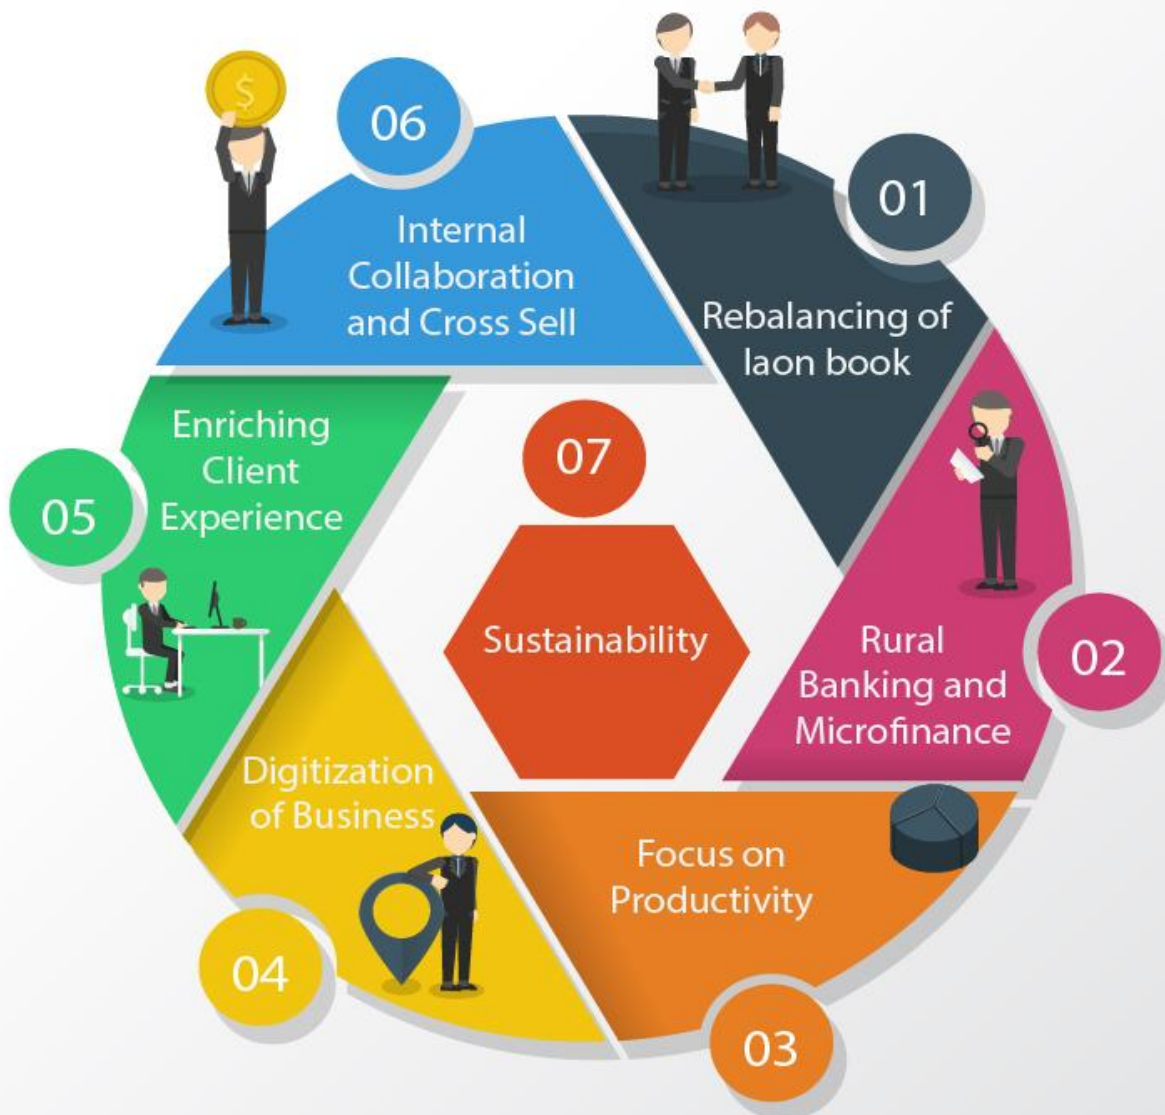 01
Rebalancing of
laon book
02
Rural
Banking and
Microfinance
03
Focus on
Productivity
04
Digitization
of Business
05
Enriching
Client
Experience
06
Internal
Collaboration
and Cross Sell
07
Sustainability
$